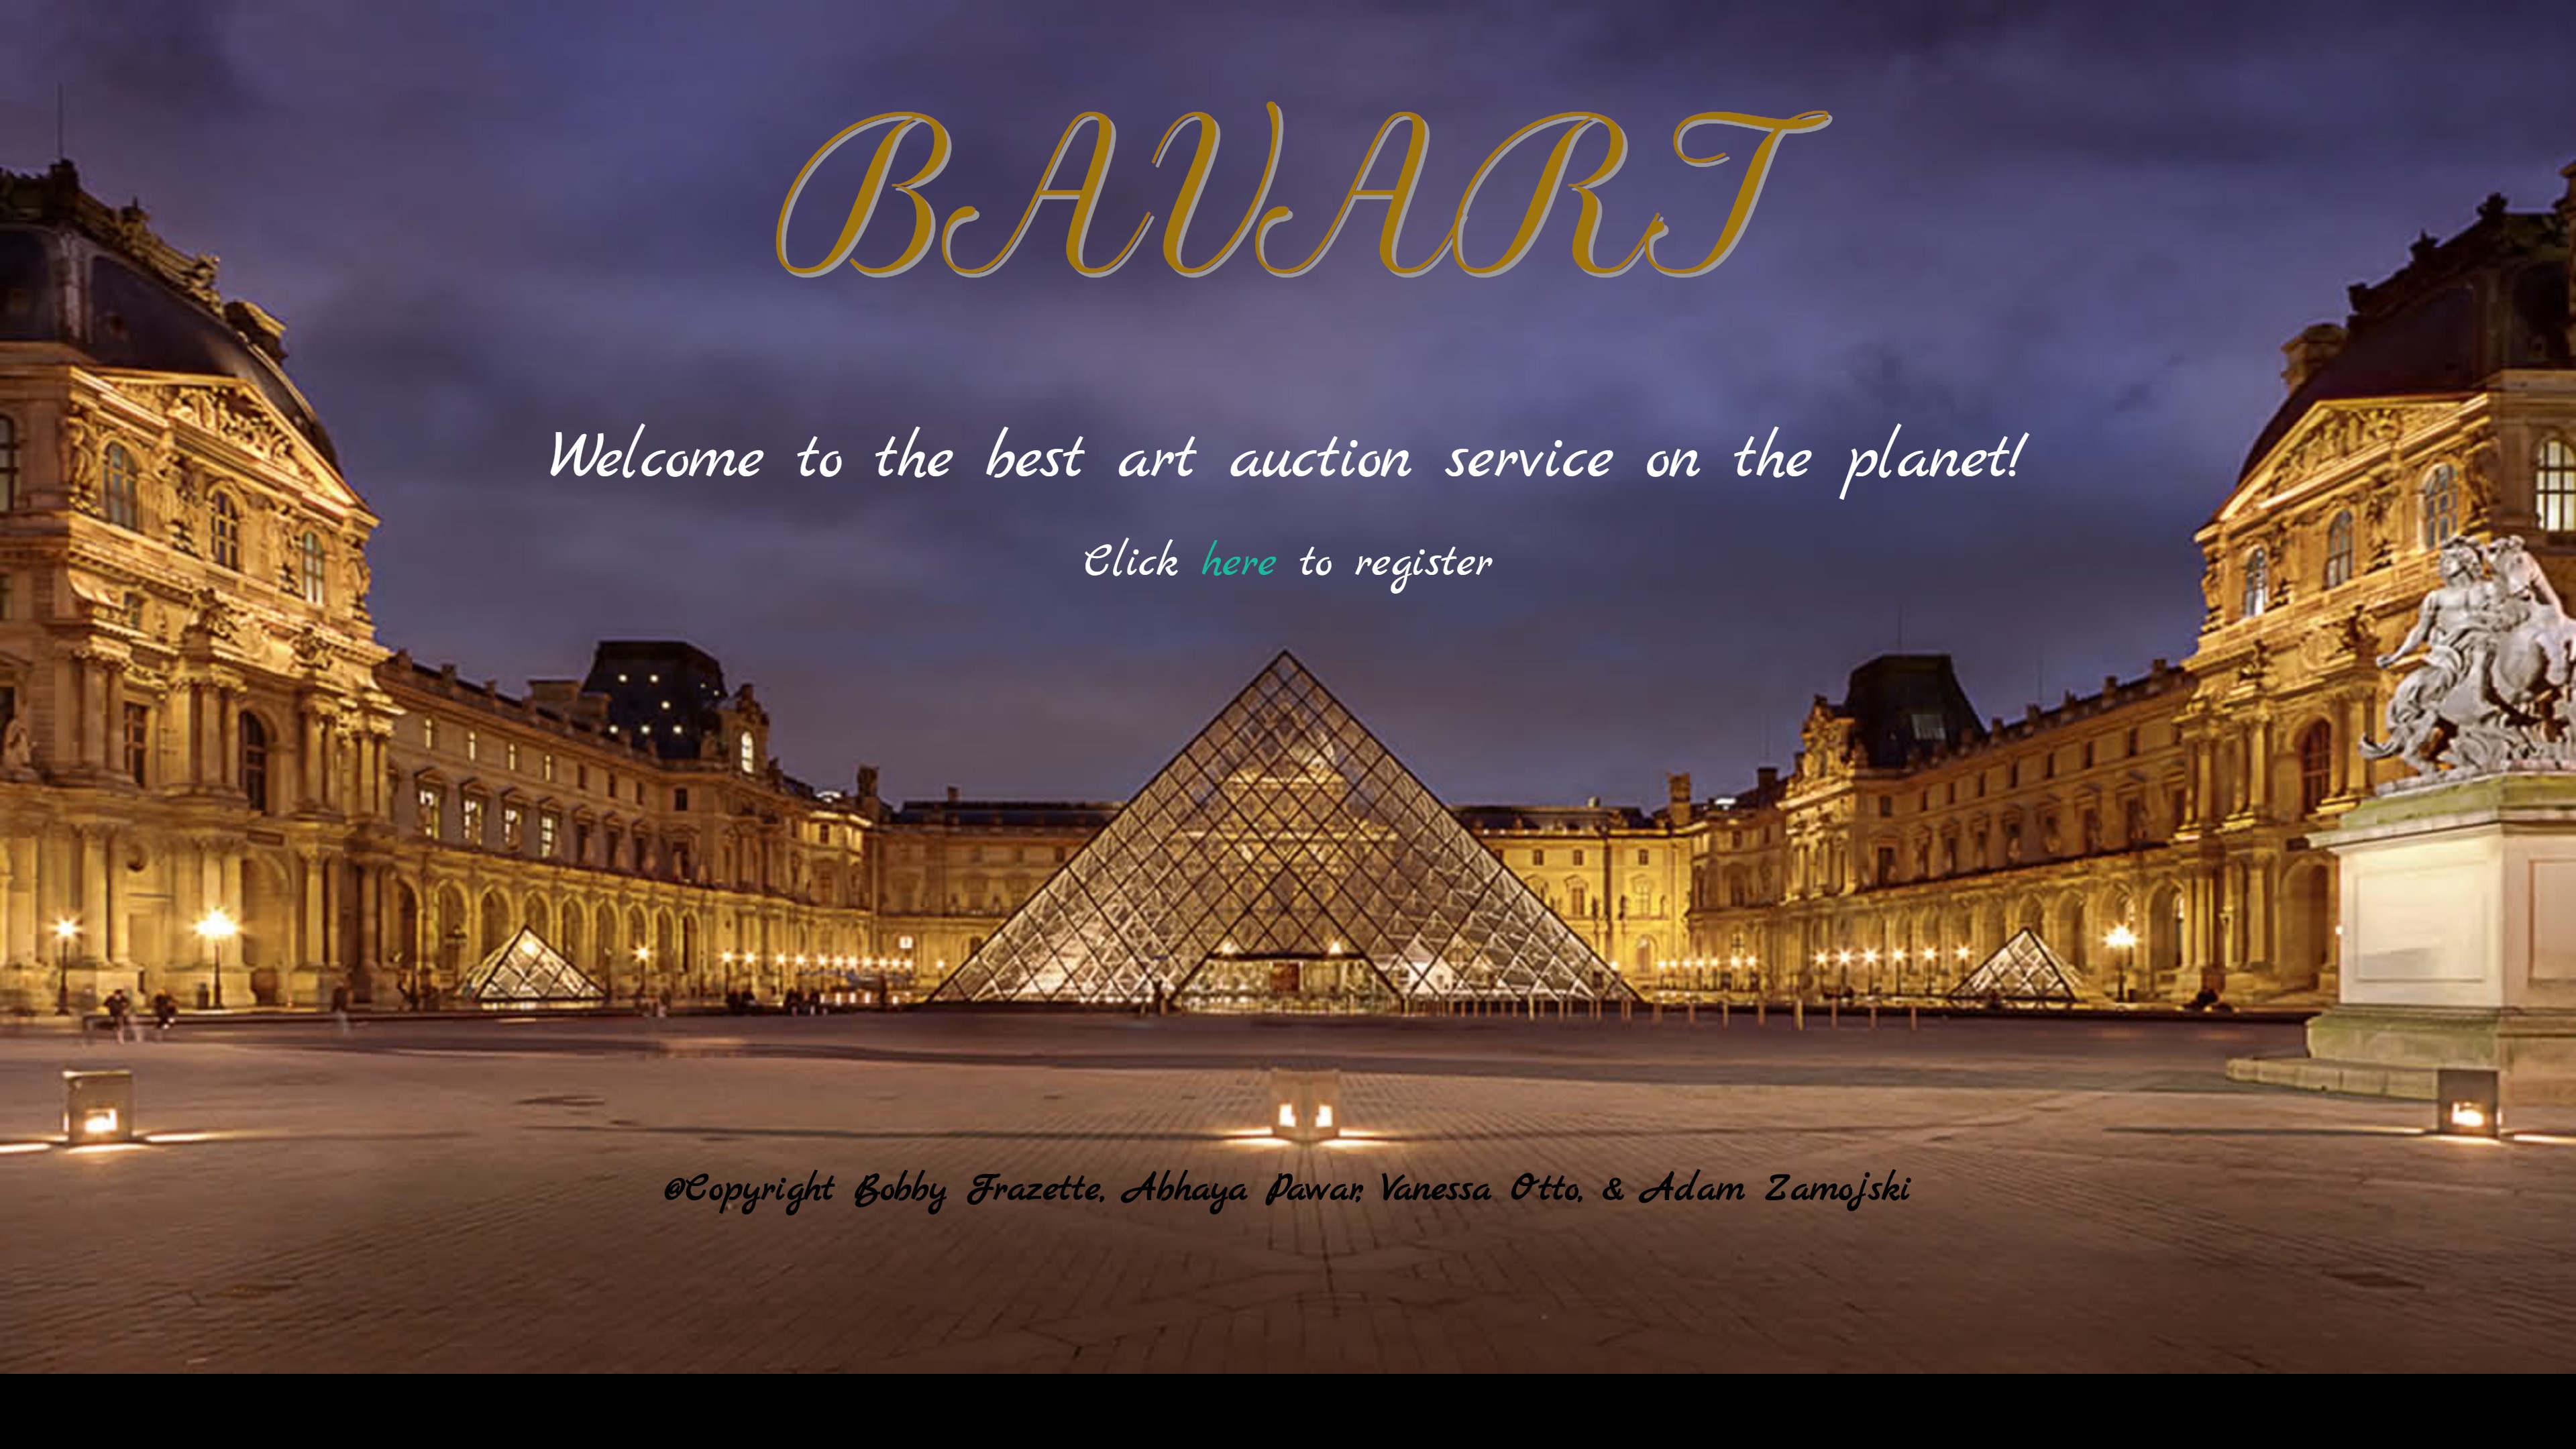 BAVART
Welcome to the best art auction service on the planet!
Click here to register
©Copyright Bobby Frazette, Abhaya Pawar, Vanessa Otto, & Adam Zamojski